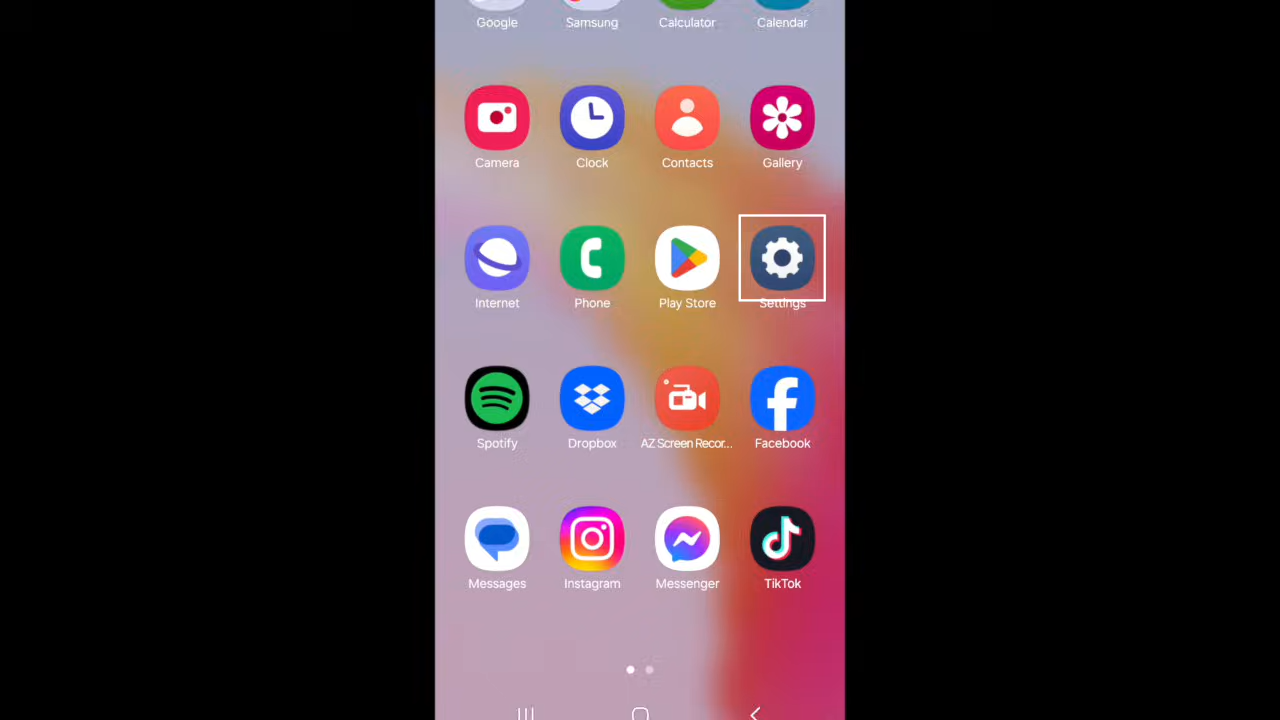 Google Samsung Calculator Calendar
Camera Clock Contacts Gallery
Internet Phone Play Store Settings
Spotify Dropbox AZ Screen Recor... Facebook
Messages Instagram Messenger TikTok